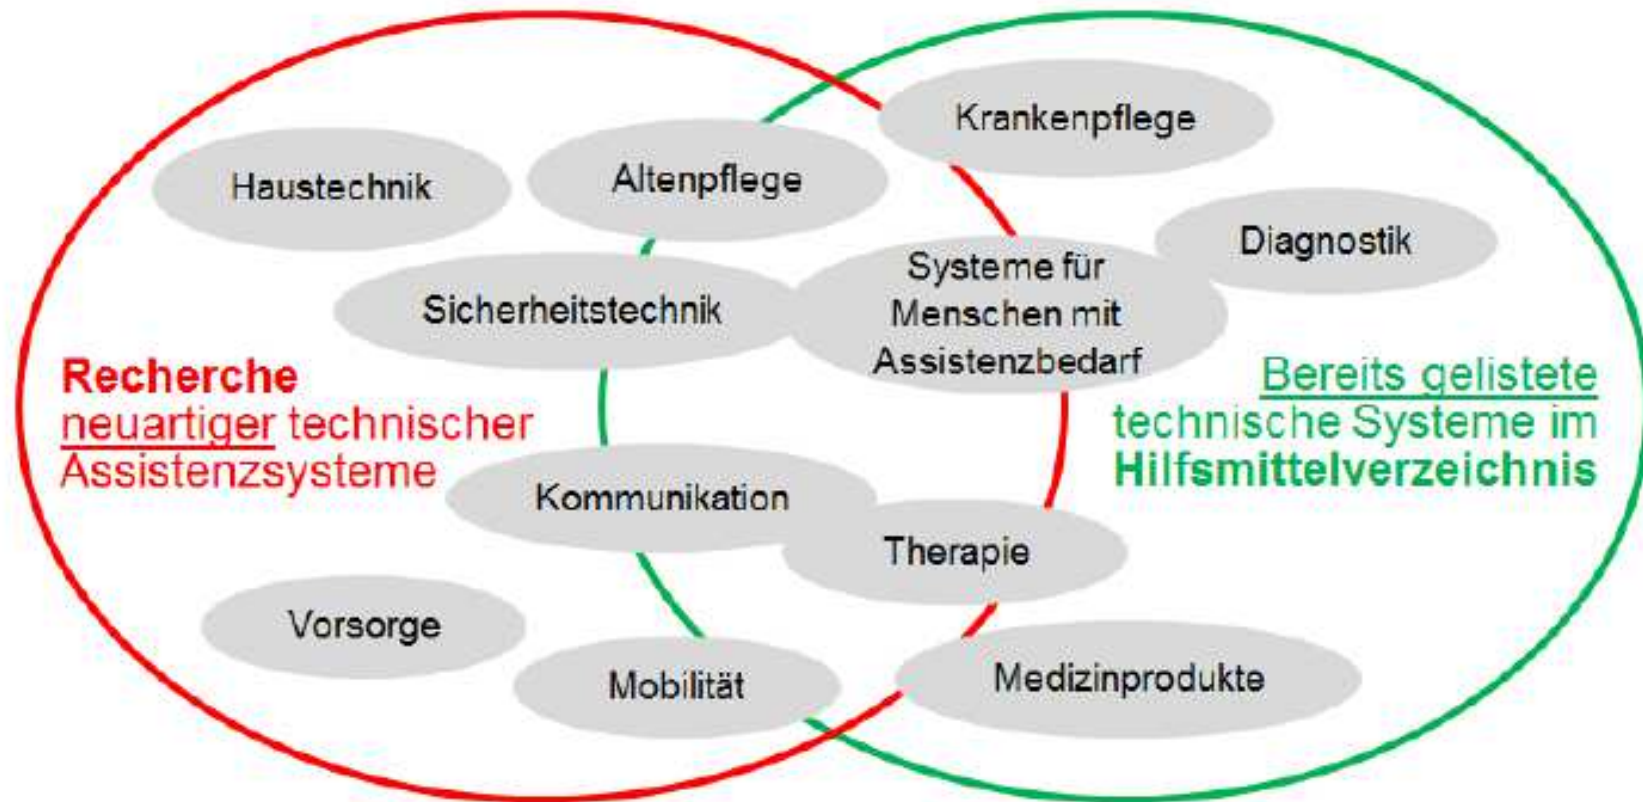 Krankenpflege
Haustechnik
Altenpflege
Diagnostik
Sicherheitstechnik
Systeme für
Menschen mit
Assistenzbedarf
Recherche
neuartiger technischer
Assistenzsysteme
Bereits gelistete
technische Systeme im
Hilfsmittelverzeichnis
Kommunikation
Therapie
Vorsorge
Mobilität
Medizinprodukte